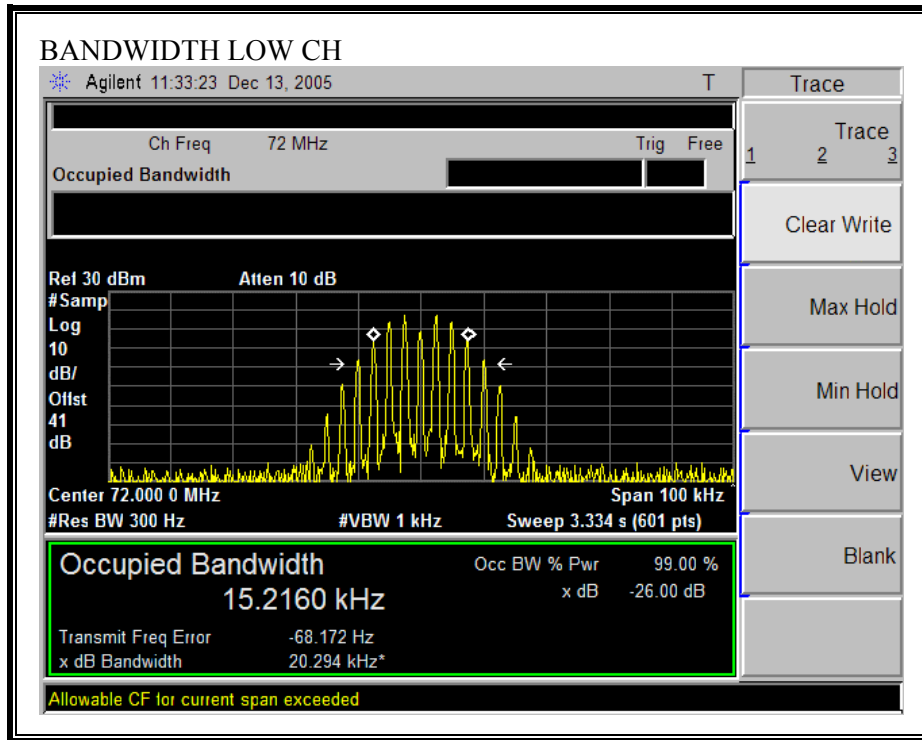 BANDWIDTH LOW CH
Agilent 11:33:23 Dec 13, 2005 T
Trace
Ch Freq 72 MHz Trig Free
Occupied Bandwidth
Trace
1 2 3
Clear Write
Max Hold
Min Hold
View
Blank
Ref 30 dBm Atten 10 dB
#Samp
Log
10
dB/
Offst
41
dB
Center 72.000 0 MHz Span 100 kHz
#Res BW 300 Hz #VBW 1 kHz Sweep 3.334 s (601 pts)
Occupied Bandwidth
15.2160 kHz
Occ BW % Pwr 99.00 %
x dB -26.00 dB
Transmit Freq Error -68.172 Hz
x dB Bandwidth 20.294 kHz*
Allowable CF for current span exceeded